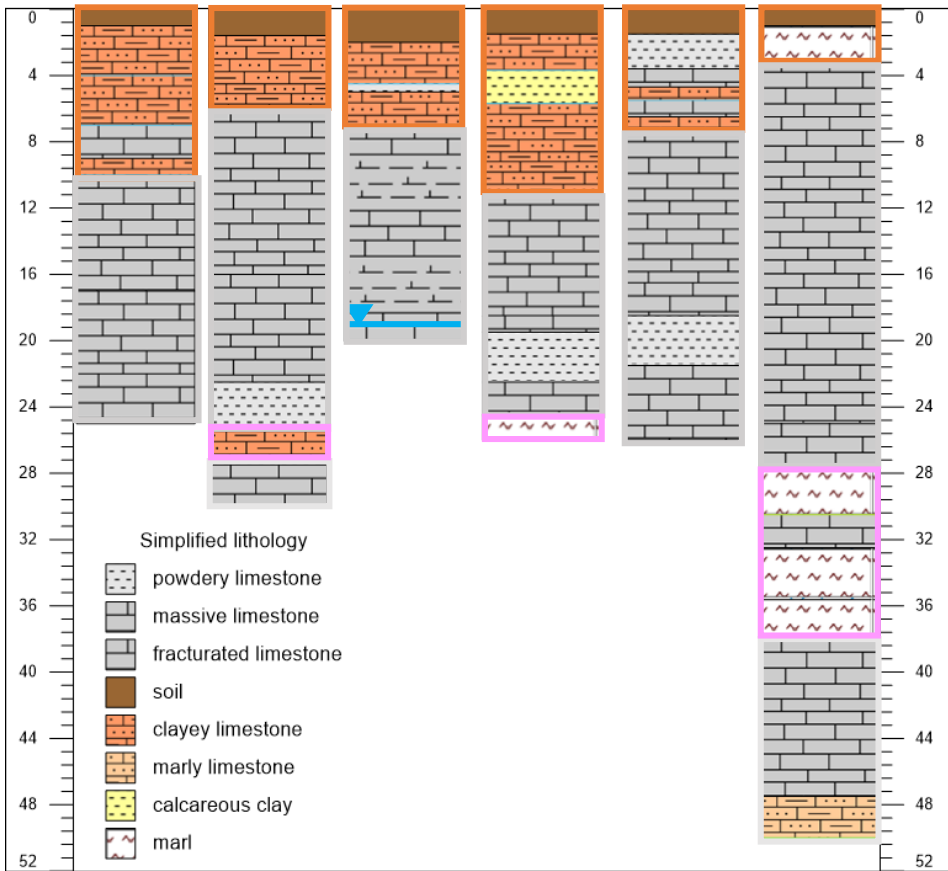 0 0
4 4
8 8
12 12
16 16
20 20
24 24
28 28
32 32
36 36
40 40
44 44
48 48
52 52
Simplified lithology
powdery limestone
massive limestone
fracturated limestone
soil
clayey limestone
marly limestone
calcareous clay
marl